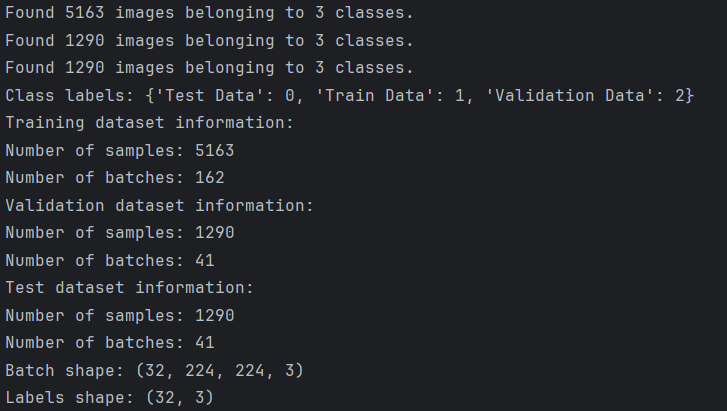 Found 5163 images belonging to 3 classes.
Found 1290 images belonging to 3 classes.
Found 1290 images belonging to 3 classes.
Class labels: {'Test Data': 0, 'Train Data': 1, 'Validation Data': 2}
Training dataset information:
Number of samples: 5163
Number of batches: 162
Validation dataset information:
Number of samples: 1290
Number of batches: 41
Test dataset information:
Number of samples: 1290
Number of batches: 41
Batch shape: (32, 224, 224, 3)
Labels shape: (32, 3)